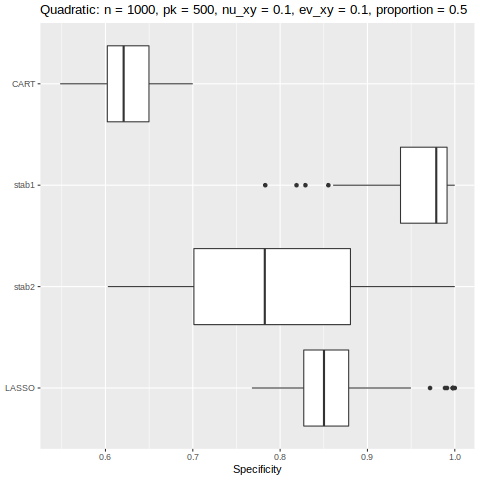 Quadratic: n = 1000, pk = 500, nu_xy = 0.1, ev_xy = 0.1, proportion = 0.5
CART
stab1
stab2
LASSO
0.6 0.7 0.8 0.9 1.0
Specificity